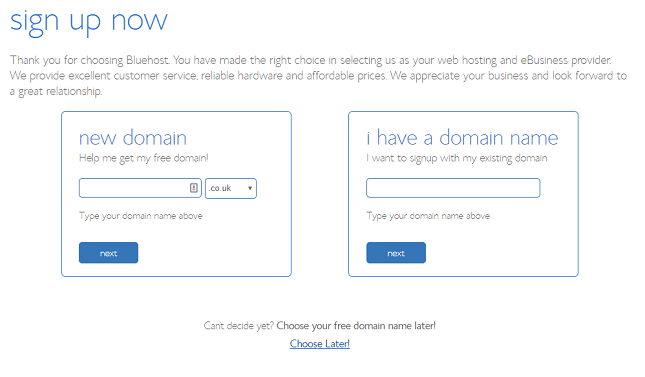 sign up now
Thank you for choosing Bluehost. You have made the right choice in selecting us as your web hosting and eBusiness provider.
We provide excellent customer service, reliable hardware and affordable prices. We appreciate your business and look forward to
a great relationship.
new domain
Help me get my free domain!
.co.uk
Type your domain name above
next
i have a domain name
I want to signup with my existing domain
Type your domain name above
next
Can't decide yet? Choose your free domain name later!
Choose Later!